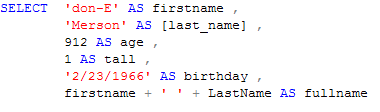 SELECT 'don-E' AS firstname ,
'Merson' AS [last_name] ,
912 AS age ,
1 AS tall ,
'2/23/1966' AS birthday ,
firstname + ' ' + LastName AS fullname